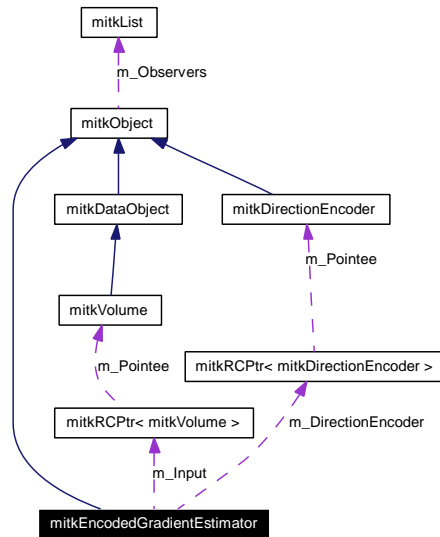 mitkList
m_Observers
mitkObject
mitkDataObject
mitkDirectionEncoder
m_Pointee
mitkVolume
m_Pointee
mitkRCPtr< mitkDirectionEncoder >
mitkRCPtr< mitkVolume >
m_DirectionEncoder
m_Input
mitkEncodedGradientEstimator